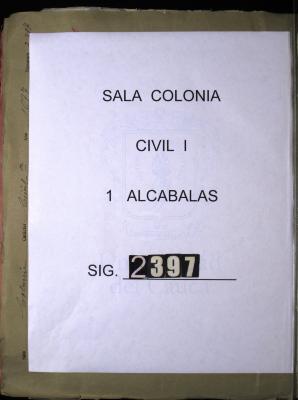 SALA COLONIA
CIVIL I
1 ALCABALAS
SIG. 2397